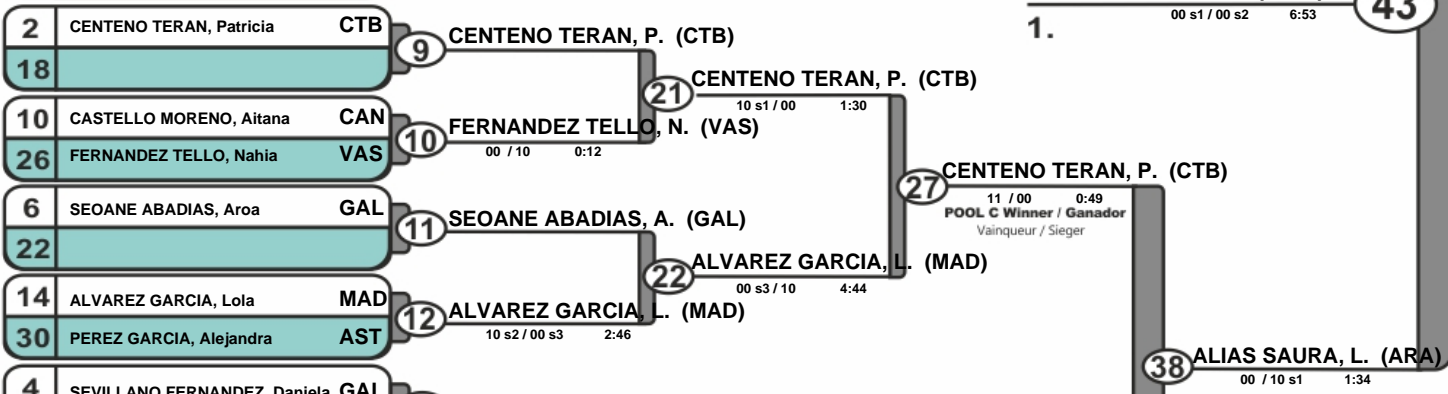 00 s1 / 00 s2 6:53
43
1.
2 CENTENO TERAN, Patricia CTB
18
9 CENTENO TERAN, P. (CTB)
21 CENTENO TERAN, P. (CTB)
10 s1 / 00 1:30
10 CASTELLO MORENO, Aitana CAN
26 FERNANDEZ TELLO, Nahia VAS
10 FERNANDEZ TELLO, N. (VAS)
00 / 10 0:12
27 CENTENO TERAN, P. (CTB)
11 / 00 0:49
POOL C Winner / Ganador
Vainqueur / Sieger
6 SEOANE ABADIAS, Aroa GAL
22
11 SEOANE ABADIAS, A. (GAL)
22 ALVAREZ GARCIA, L. (MAD)
00 s3 / 10 4:44
14 ALVAREZ GARCIA, Lola MAD
30 PEREZ GARCIA, Alejandra AST
12 ALVAREZ GARCIA, L. (MAD)
10 s2 / 00 s3 2:46
38 ALIAS SAURA, L. (ARA)
00 / 10 s1 1:34
4 SEVILLANO FERNANDEZ, Daniela GAL